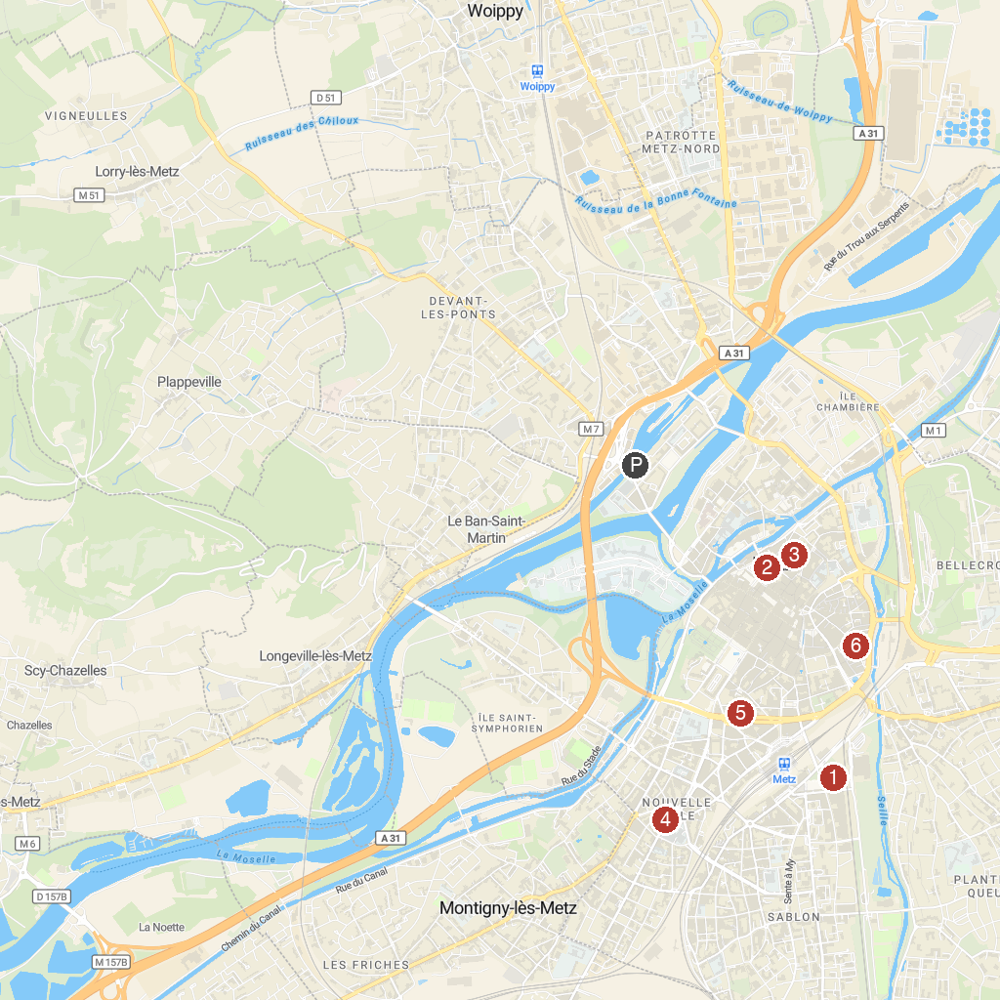 Woippy
Woippy
D 51
VIGNEULLES
Ruisseau des Chiloux
Ruisseau de Woippy
A 31
PATROTTE
METZ-NORD
Lorry-lès-Metz
M 51
Ruisseau de la Bonne Fontaine
Rue du Trou aux Serpents
DEVANT-
LES-PONTS
A 31
Plappeville
ÎLE
CHAMBIÈRE
M 7
M 1
P
Le Ban-Saint-
Martin
3
2
BELLECRO
La Moselle
6
Longeville-lès-Metz
Scy-Chazelles
5
ÎLE SAINT-
SYMPHORIEN
Chazelles
Rue du Stade
Metz
1
s-Metz
NOUVELLE
4
LE
Seille
M 6
A 31
La Moselle
Rue du Canal
Sente à My
PLANT
QUEU
D 157B
Montigny-lès-Metz
SABLON
La Noette
Chemin du Canal
M 157B
LES FRICHES